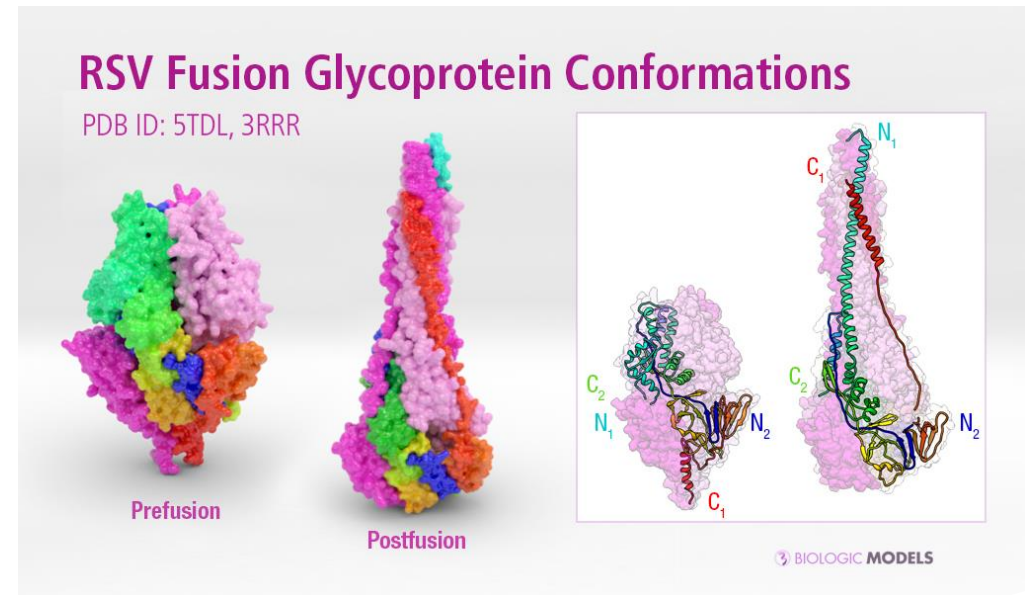 RSV Fusion Glycoprotein Conformations
PDB ID: 5TDL, 3RRR
Prefusion
Postfusion
C2
N1
N2
C1
N1
C1
C2
N2
BIOLOGIC MODELS